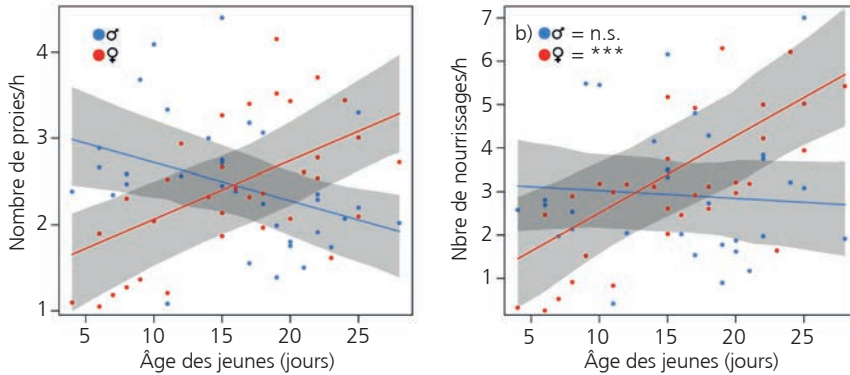 ♂
♀
Nombre de proies/h
4
3
2
1
5 10 15 20 25
Âge des jeunes (jours)
b) ♂ = n.s.
♀ = ***
Nbre de nourrissages/h
7
6
5
4
3
2
1
5 10 15 20 25
Âge des jeunes (jours)